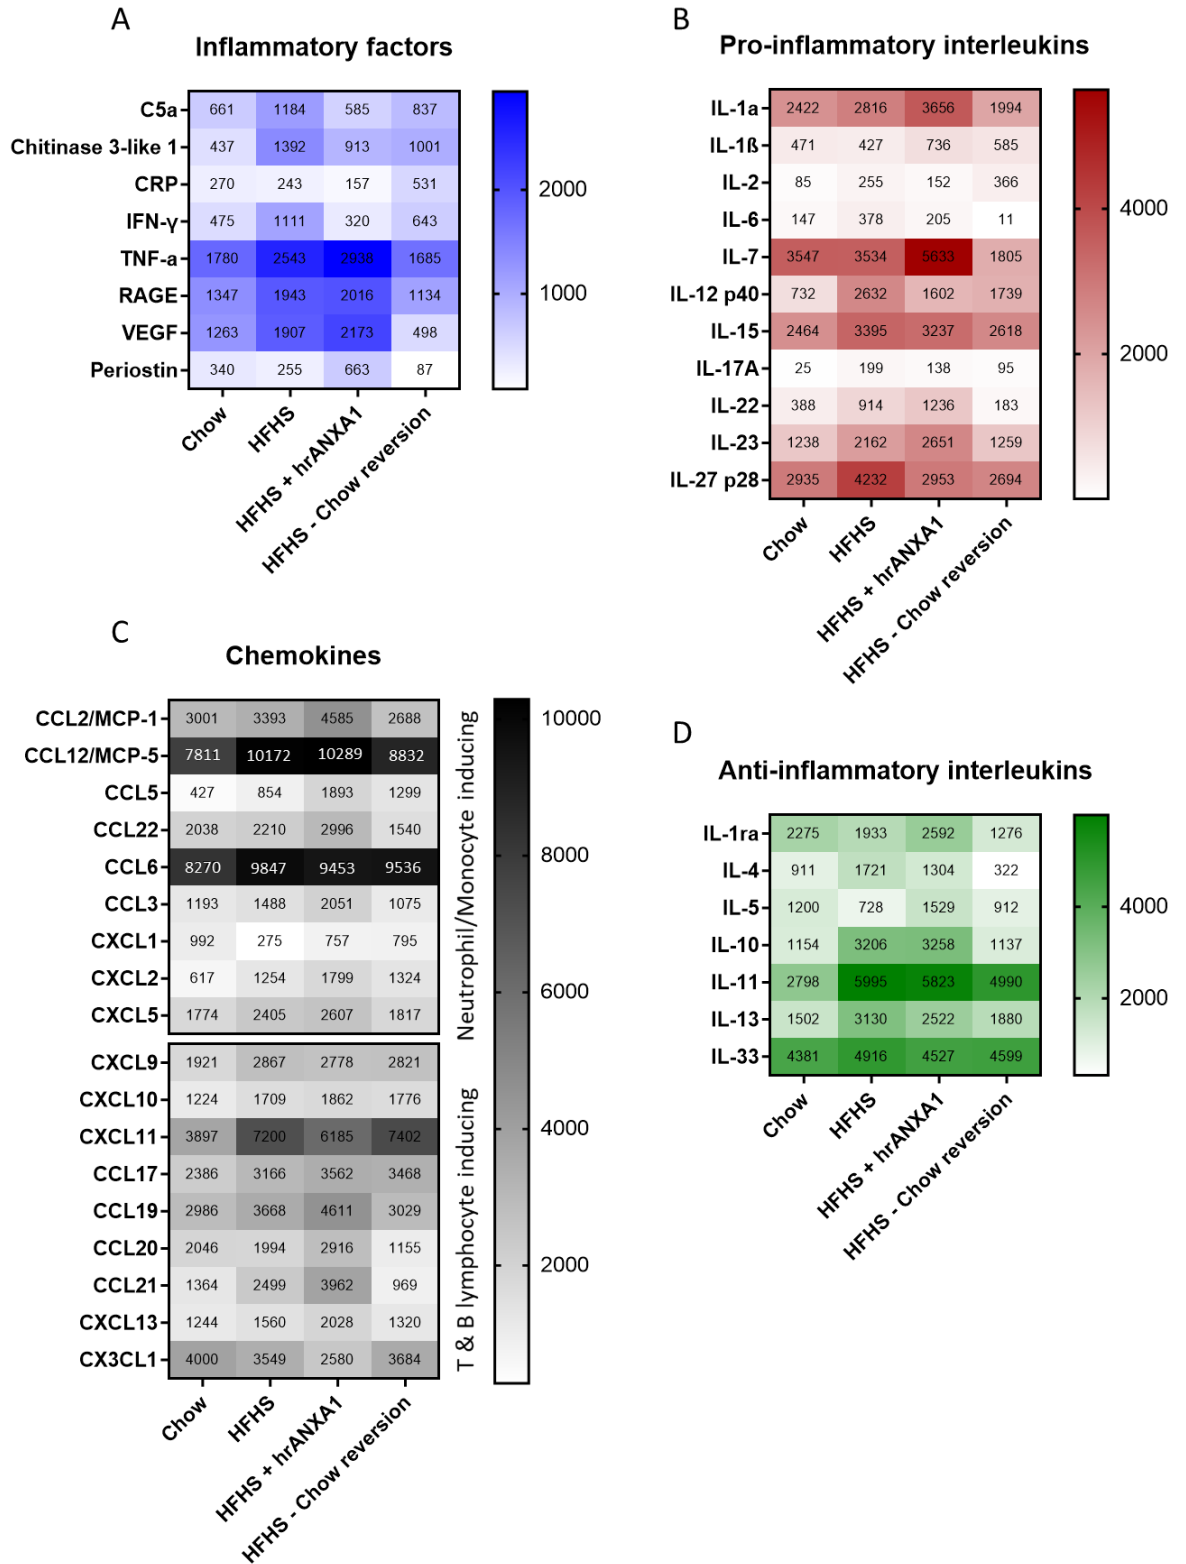 A
Inflammatory factors
C5a 661 1184 585 837
Chitinase 3-like 1 437 1392 913 1001
CRP 270 243 157 531
IFN-γ 475 1111 320 643
TNF-a 1780 2543 2938 1685
RAGE 1347 1943 2016 1134
VEGF 1263 1907 2173 498
Periostin 340 255 663 87
2000
1000
Chow
HFHS
HFHS + hrANXA1
HFHS - Chow reversion
B
Pro-inflammatory interleukins
IL-1a 2422 2816 3656 1994
IL-1ß 471 427 736 585
IL-2 85 255 152 366
IL-6 147 378 205 11
IL-7 3547 3534 5633 1805
IL-12 p40 732 2632 1602 1739
IL-15 2464 3395 3237 2618
IL-17A 25 199 138 95
IL-22 388 914 1236 183
IL-23 1238 2162 2651 1259
IL-27 p28 2935 4232 2953 2694
4000
2000
Chow
HFHS
HFHS + hrANXA1
HFHS - Chow reversion
C
Chemokines
CCL2/MCP-1 3001 3393 4585 2688
CCL12/MCP-5 7811 10172 10289 8832
CCL5 427 854 1893 1299
CCL22 2038 2210 2996 1540
CCL6 8270 9847 9453 9536
CCL3 1193 1488 2051 1075
CXCL1 992 275 757 795
CXCL2 617 1254 1799 1324
CXCL5 1774 2405 2607 1817
Neutrophil/Monocyte inducing
CXCL9 1921 2867 2778 2821
CXCL10 1224 1709 1862 1776
CXCL11 3897 7200 6185 7402
CCL17 2386 3166 3562 3468
CCL19 2986 3668 4611 3029
CCL20 2046 1994 2916 1155
CCL21 1364 2499 3962 969
CXCL13 1244 1560 2028 1320
CX3CL1 4000 3549 2580 3684
T & B lymphocyte inducing
10000
8000
6000
4000
2000
Chow
HFHS
HFHS + hrANXA1
HFHS - Chow reversion
D
Anti-inflammatory interleukins
IL-1ra 2275 1933 2592 1276
IL-4 911 1721 1304 322
IL-5 1200 728 1529 912
IL-10 1154 3206 3258 1137
IL-11 2798 5995 5823 4990
IL-13 1502 3130 2522 1880
IL-33 4381 4916 4527 4599
4000
2000
Chow
HFHS
HFHS + hrANXA1
HFHS - Chow reversion